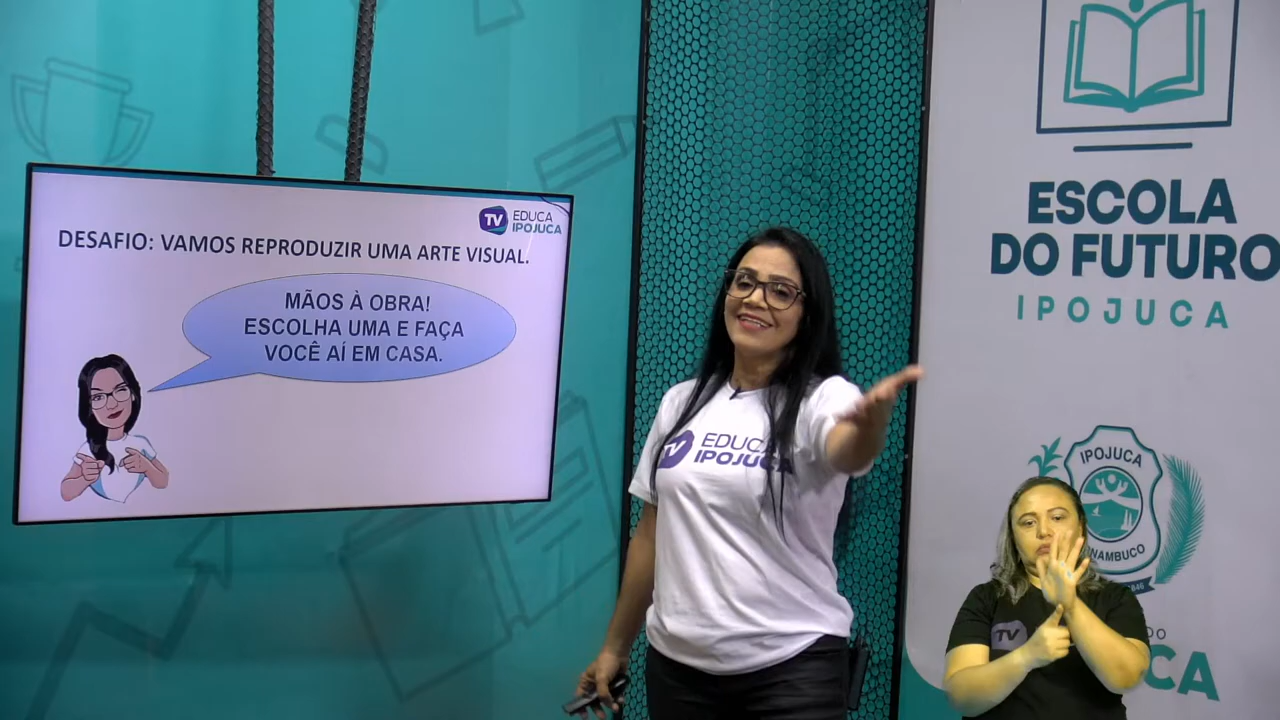 TV EDUCA
IPOJUCA
DESAFIO: VAMOS REPRODUZIR UMA ARTE VISUAL.
MÃOS À OBRA!
ESCOLHA UMA E FAÇA
VOCÊ AÍ EM CASA.
TV EDUCA
IPOJUCA
ESCOLA
DO FUTURO
IPOJUCA
IPOJUCA
TV